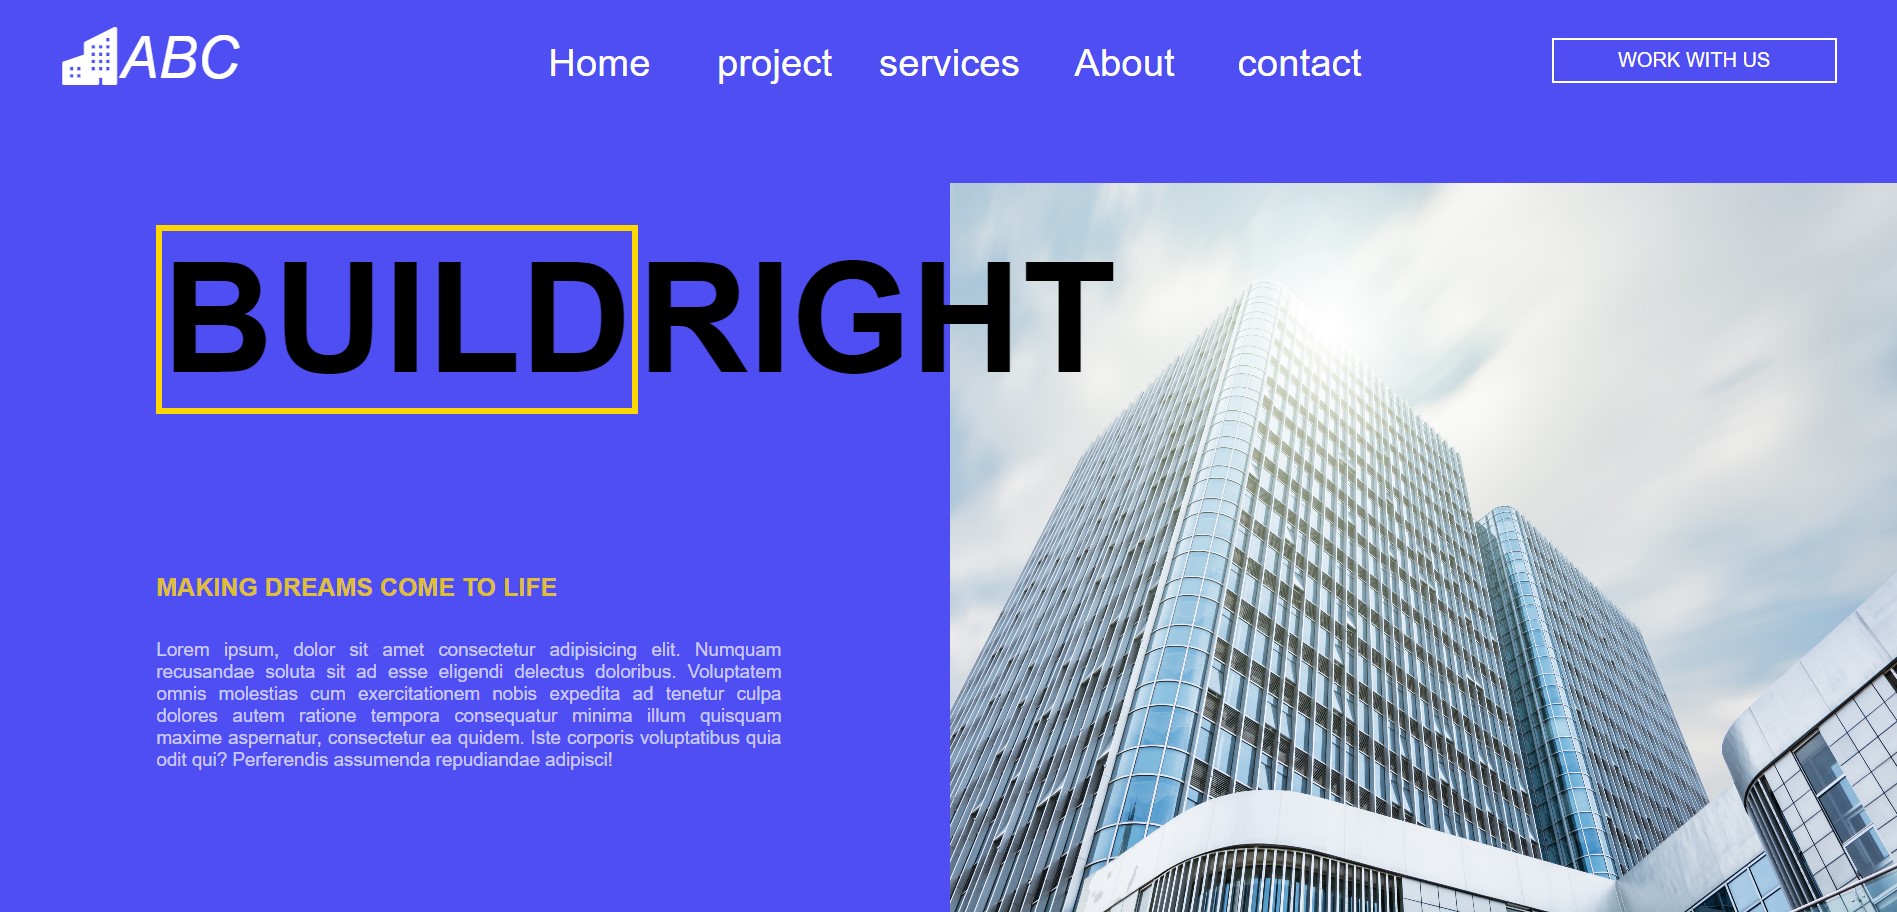 ABC
Home project services About contact
WORK WITH US
BUILDRIGHT
MAKING DREAMS COME TO LIFE
Lorem ipsum, dolor sit amet consectetur adipisicing elit. Numquam
recusandae soluta sit ad esse eligendi delectus doloribus. Voluptatem
omnis molestias cum exercitationem nobis expedita ad tenetur culpa
dolores autem ratione tempora consequatur minima illum quisquam
maxime aspernatur, consectetur ea quidem. Iste corporis voluptatibus quia
odit qui? Perferendis assumenda repudiandae adipisci!